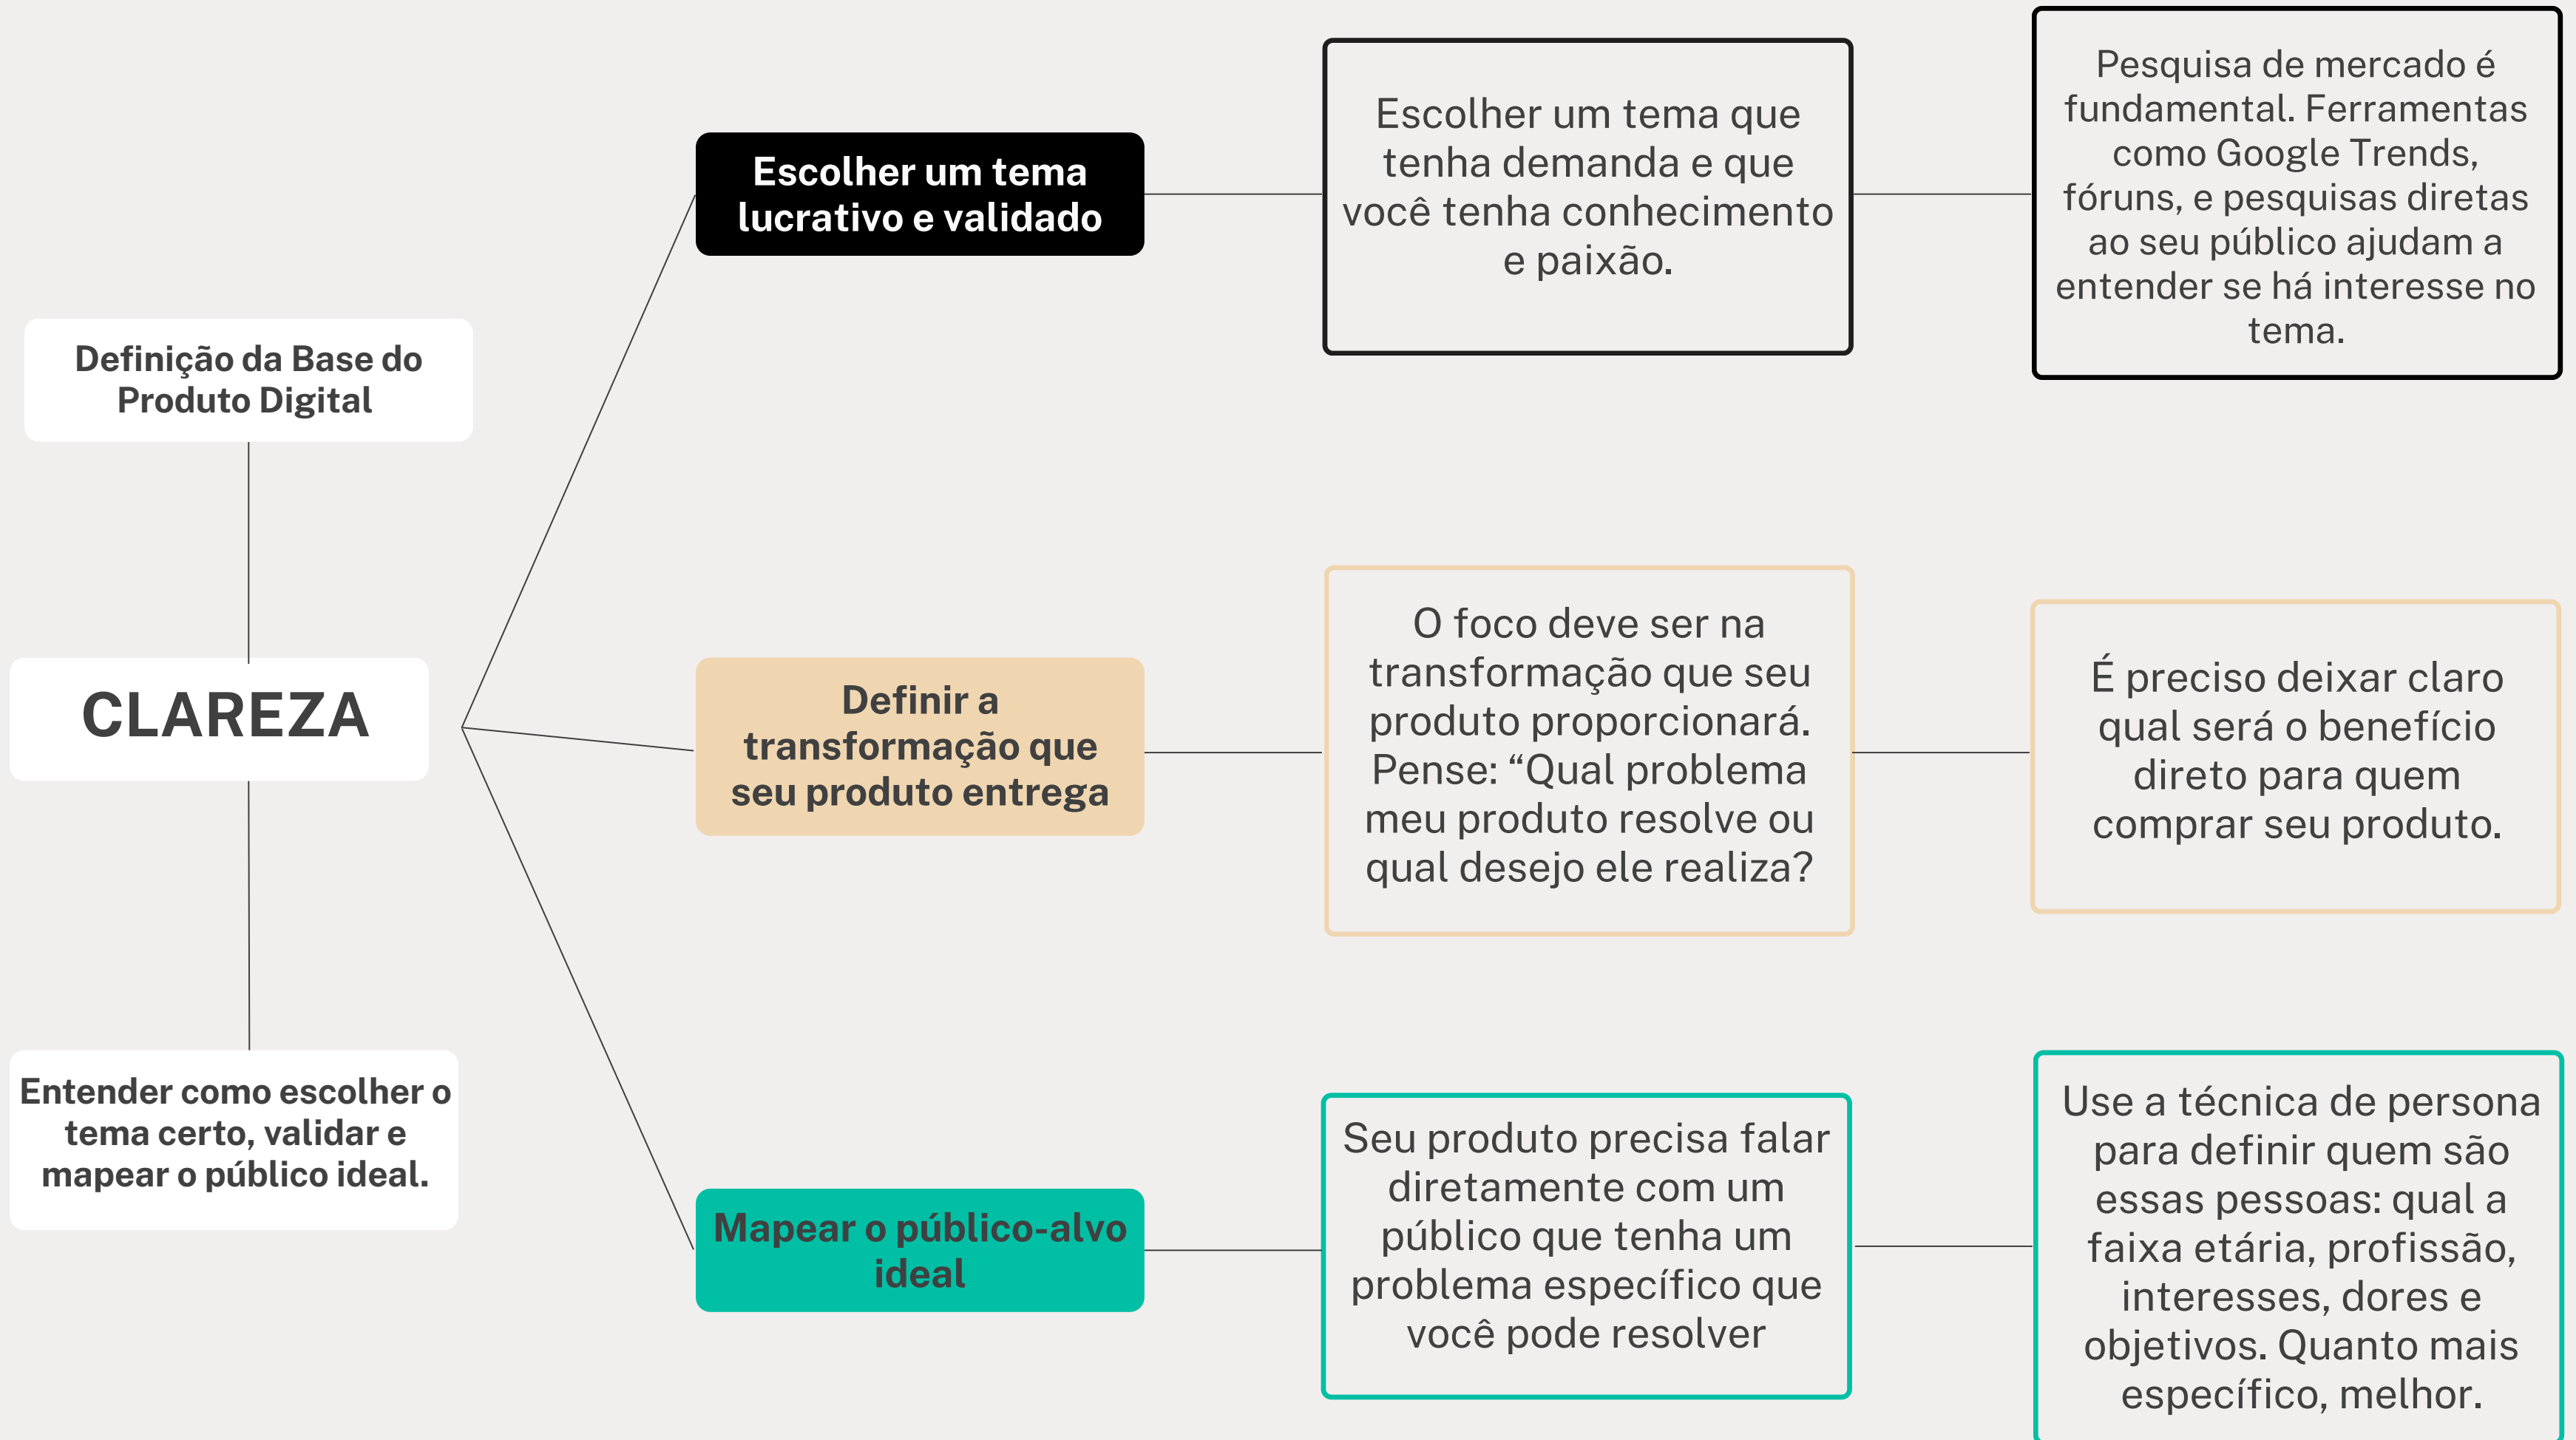 Definição da Base do
Produto Digital
CLAREZA
Entender como escolher o
tema certo, validar e
mapear o público ideal.
Escolher um tema
lucrativo e validado
Escolher um tema que
tenha demanda e que
você tenha conhecimento
e paixão.
Pesquisa de mercado é
fundamental. Ferramentas
como Google Trends,
fóruns, e pesquisas diretas
ao seu público ajudam a
entender se há interesse no
tema.
Definir a
transformação que
seu produto entrega
O foco deve ser na
transformação que seu
produto proporcionará.
Pense: “Qual problema
meu produto resolve ou
qual desejo ele realiza?
É preciso deixar claro
qual será o benefício
direto para quem
comprar seu produto.
Mapear o público-alvo
ideal
Seu produto precisa falar
diretamente com um
público que tenha um
problema específico que
você pode resolver
Use a técnica de persona
para definir quem são
essas pessoas: qual a
faixa etária, profissão,
interesses, dores e
objetivos. Quanto mais
específico, melhor.